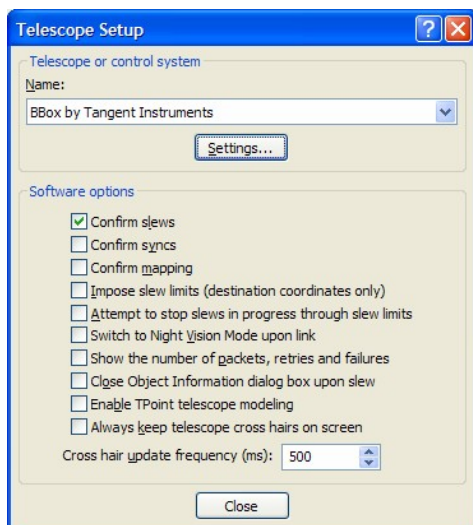 Telescope Setup
Telescope or control system
Name:
BBox by Tangent Instruments
Settings...
Software options
Confirm slews
Confirm syncs
Confirm mapping
Impose slew limits (destination coordinates only)
Attempt to stop slews in progress through slew limits
Switch to Night Vision Mode upon link
Show the number of packets, retries and failures
Close Object Information dialog box upon slew
Enable TPoint telescope modeling
Always keep telescope cross hairs on screen
Cross hair update frequency (ms): 500
Close